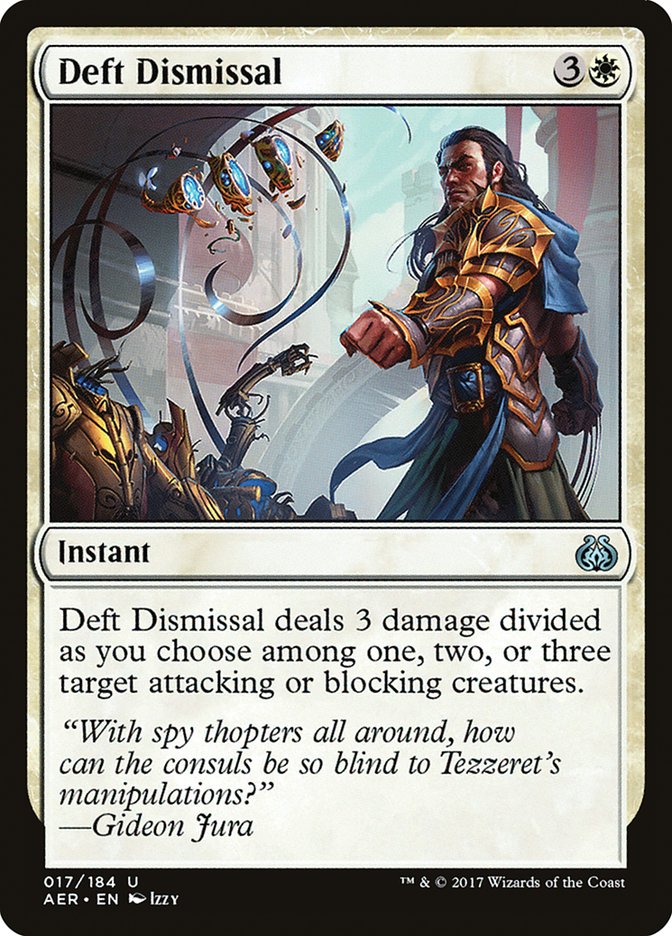 Deft Dismissal 3
Instant
Deft Dismissal deals 3 damage divided
as you choose among one, two, or three
target attacking or blocking creatures.
“With spy thopters all around, how
can the consuls be so blind to Tezzeret’s
manipulations?”
—Gideon Jura
017/184 U
™ & © 2017 Wizards of the Coast
AER • EN Izzy